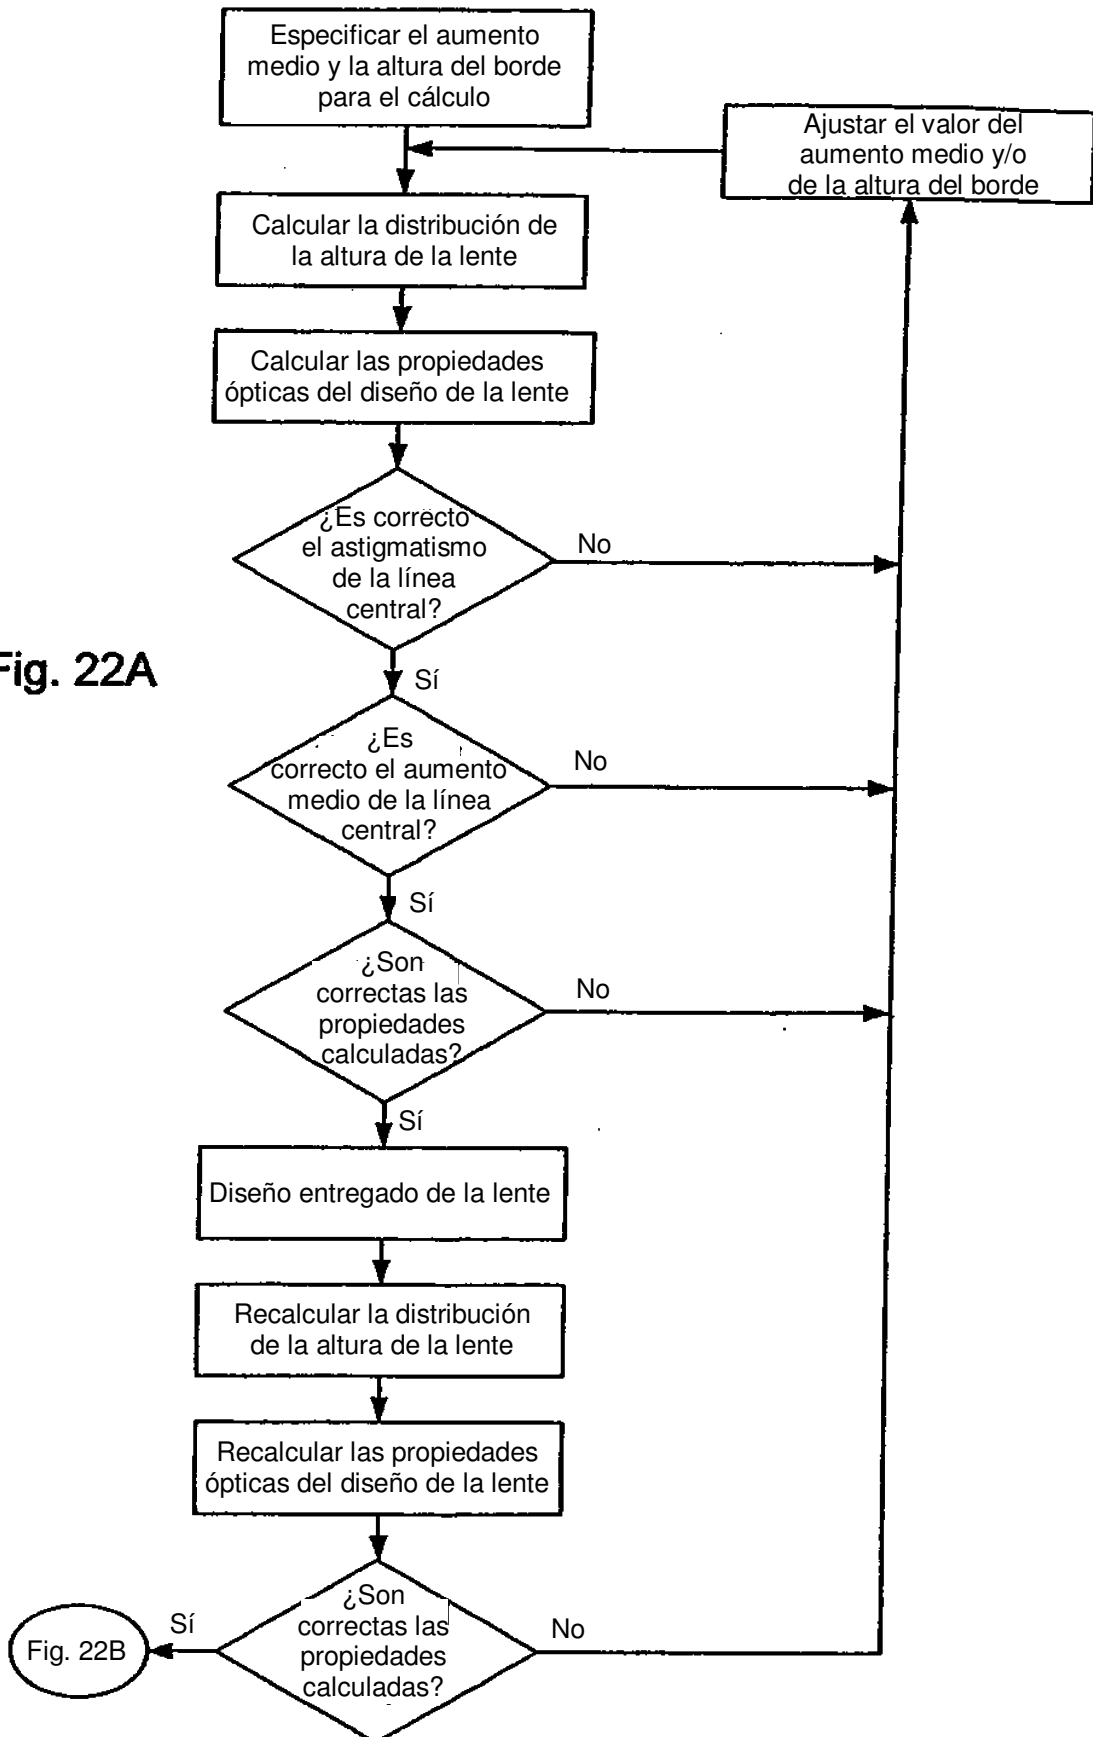 Especificar el aumento
medio y la altura del borde
para el cálculo
Ajustar el valor del
aumento medio y/o
de la altura del borde
Calcular la distribución de
la altura de la lente
Calcular las propiedades
ópticas del diseño de la lente
¿Es correcto
el astigmatismo
de la línea
central?
No
Fig. 22A
Sí
¿Es
correcto el aumento
medio de la línea
central?
No
Sí
¿Son
correctas las
propiedades
calculadas?
No
Sí
Diseño entregado de la lente
Recalcular la distribución
de la altura de la lente
Recalcular las propiedades
ópticas del diseño de la lente
¿Son
correctas las
propiedades
calculadas?
Sí
No
Fig. 22B